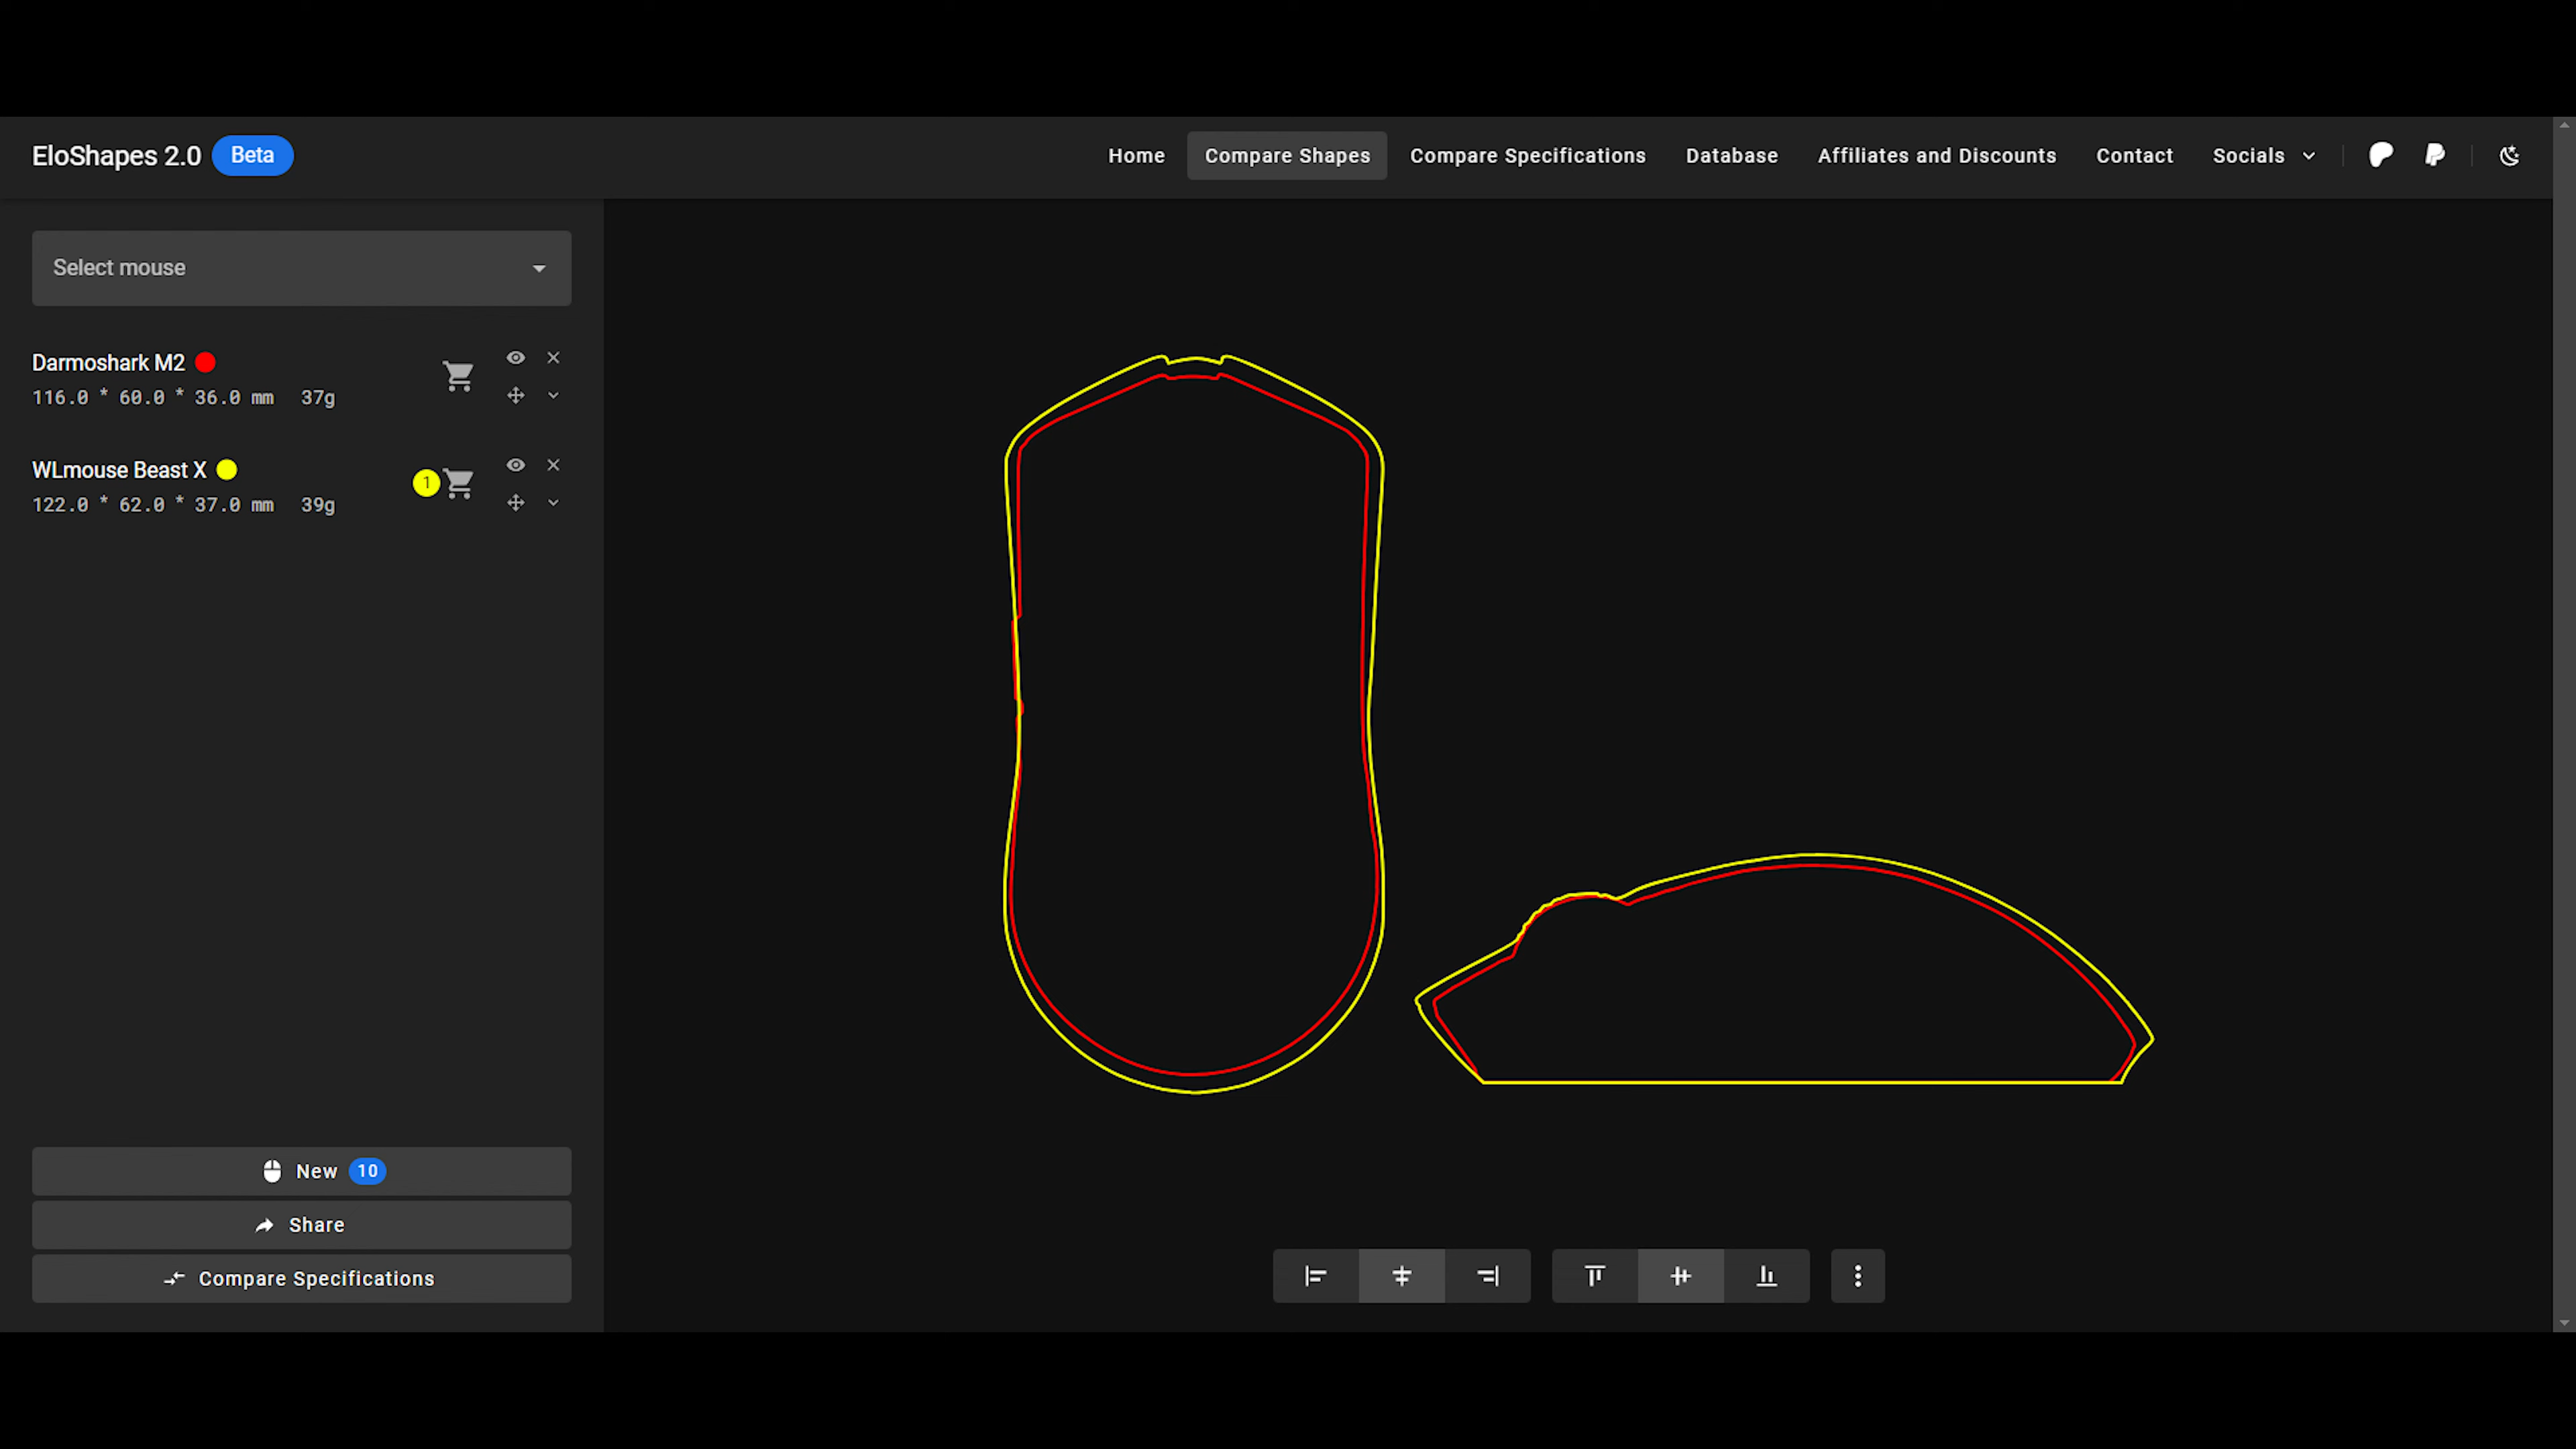 EloShapes 2.0 Beta
Home Compare Shapes Compare Specifications Database Affiliates and Discounts Contact Socials
Select mouse
Darmoshark M2
116.0 * 60.0 * 36.0 mm 37g
WLmouse Beast X
1
122.0 * 62.0 * 37.0 mm 39g
New 10
Share
Compare Specifications